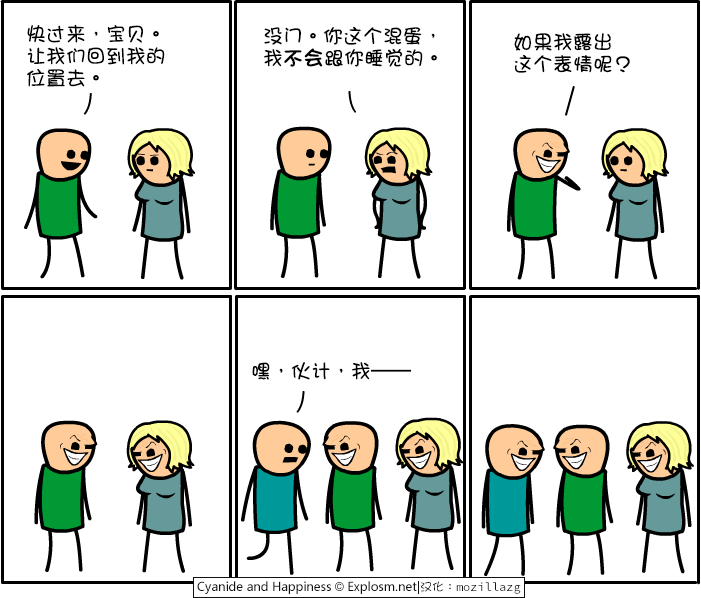 快过来，宝贝。
让我们回到我的
位置去。
没门。你这个混蛋，
我不会跟你睡觉的。
如果我露出
这个表情呢？
嘿，伙计，我——
Cyanide and Happiness © Explosm.net|汉化：mozillazg